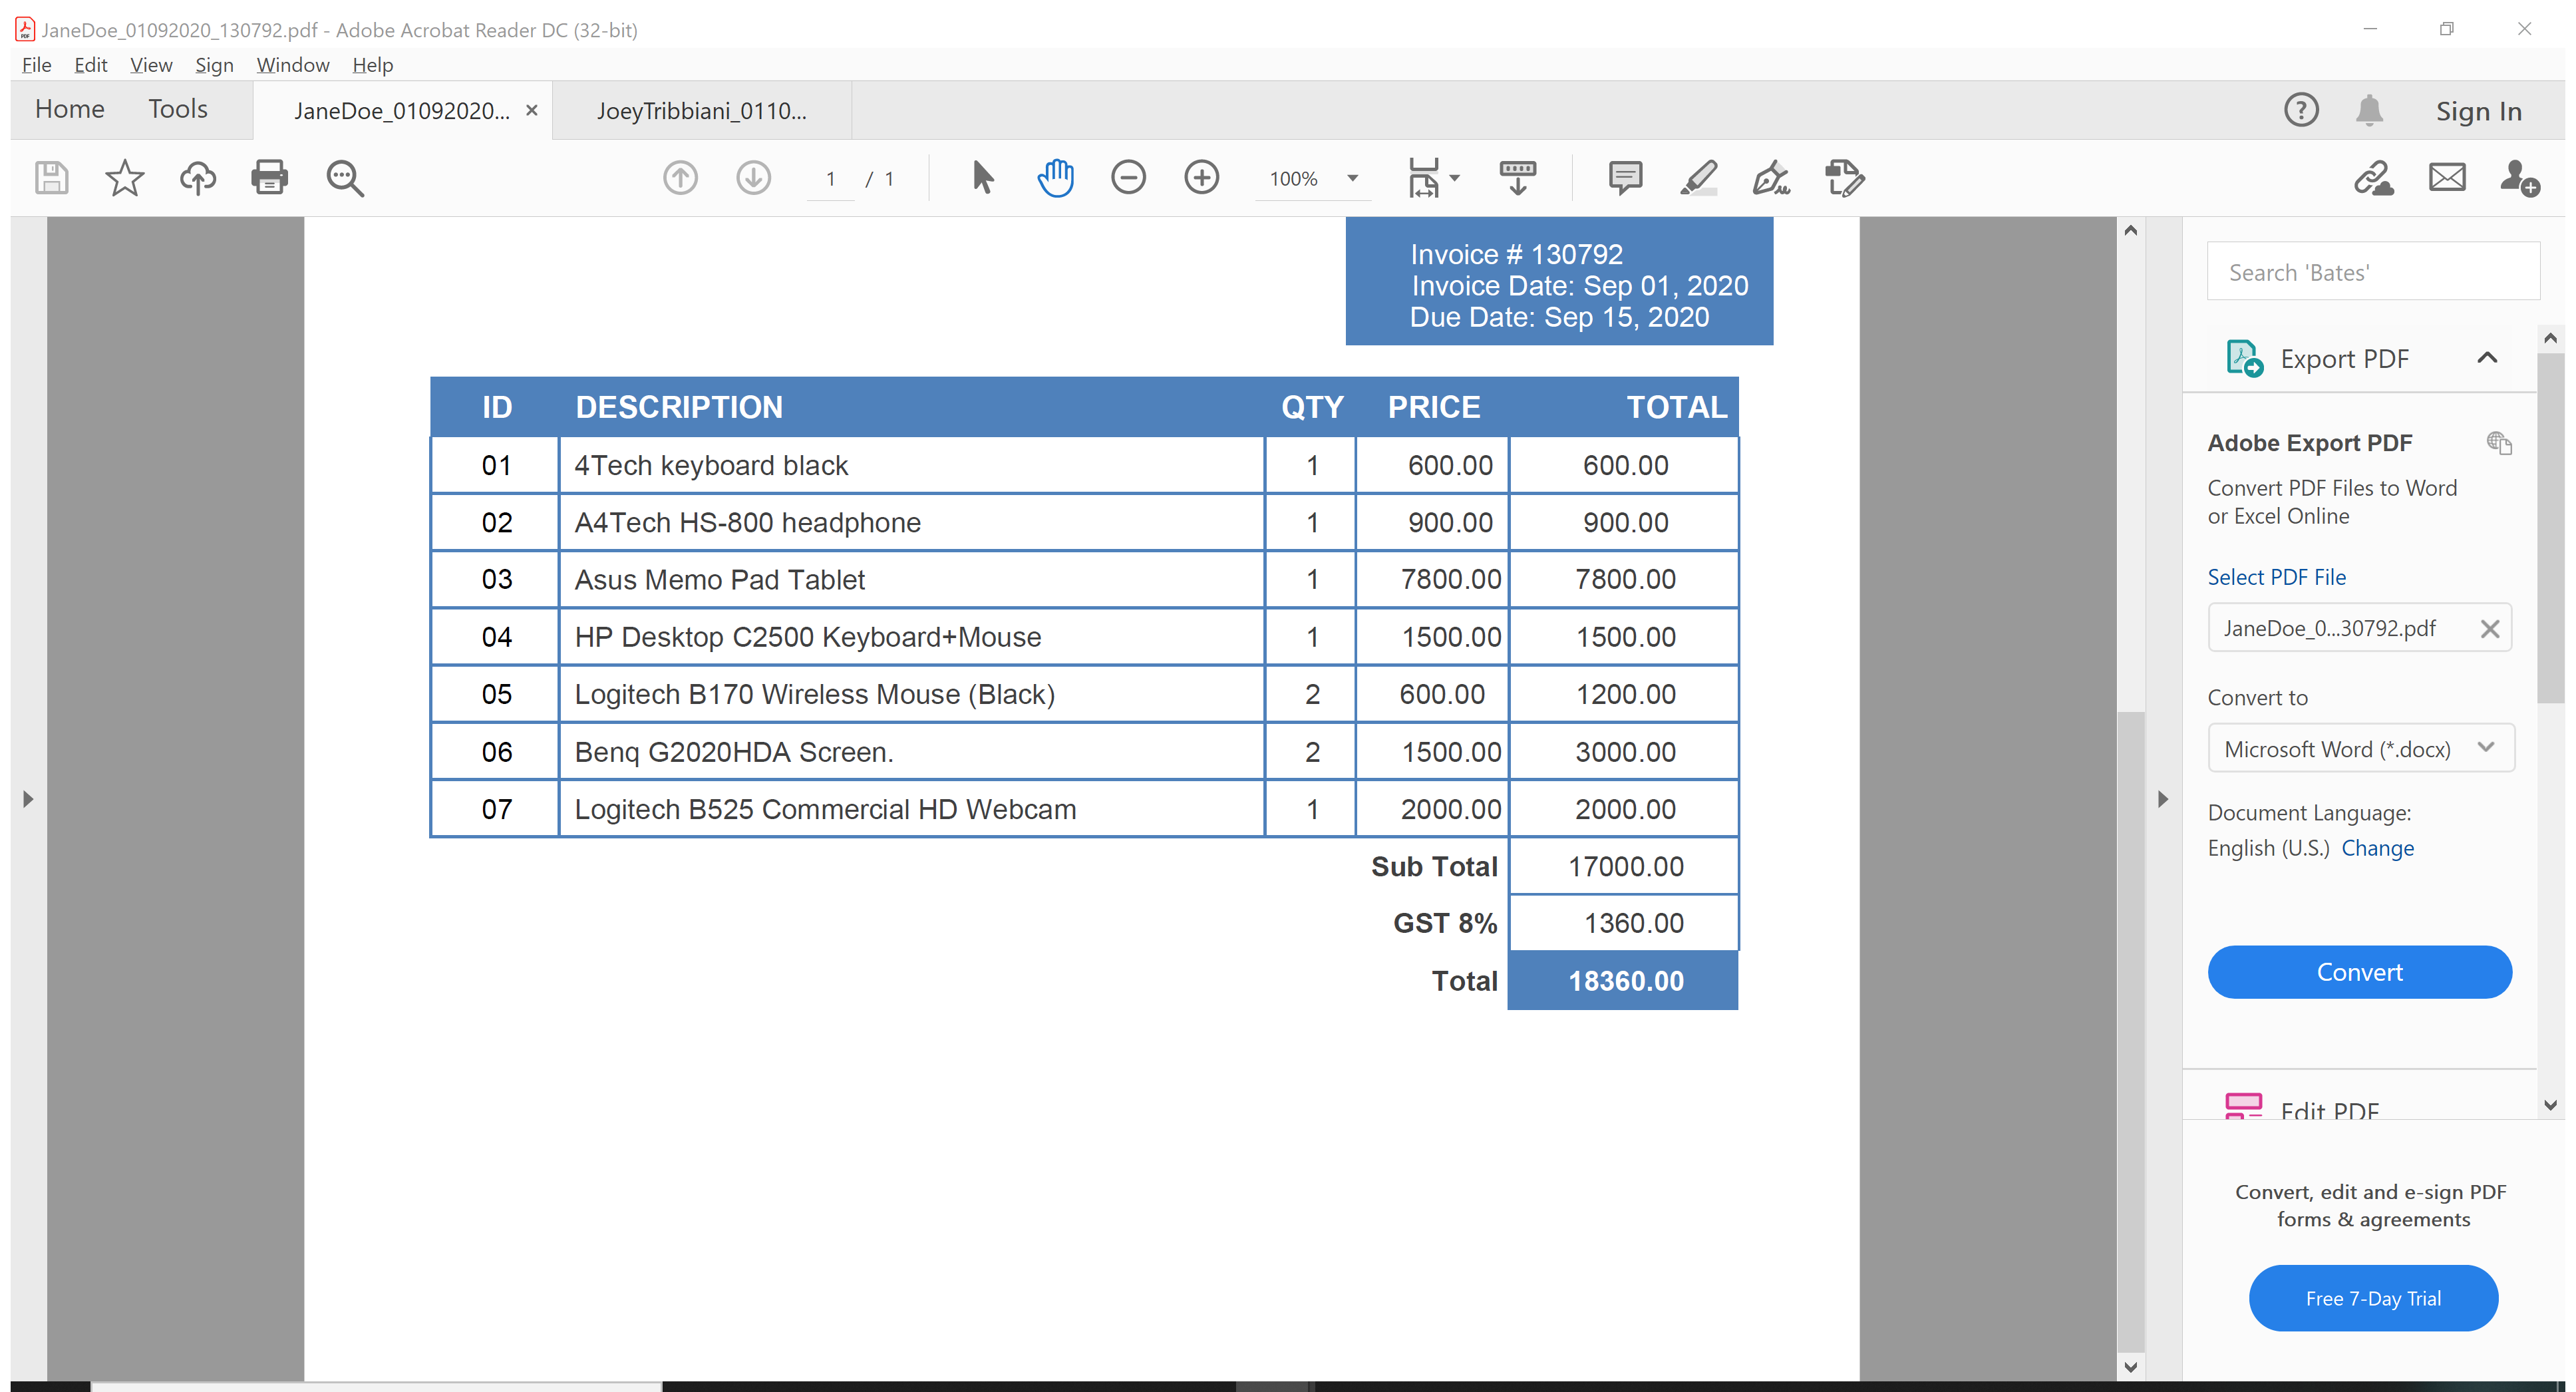 JaneDoe_01092020_130792.pdf - Adobe Acrobat Reader DC (32-bit)
File Edit View Sign Window Help
Home Tools JaneDoe_01092020... × JoeyTribbiani_0110... Sign In
1 / 1 100%
Invoice # 130792
Invoice Date: Sep 01, 2020
Due Date: Sep 15, 2020
ID DESCRIPTION QTY PRICE TOTAL
01 4Tech keyboard black 1 600.00 600.00
02 A4Tech HS-800 headphone 1 900.00 900.00
03 Asus Memo Pad Tablet 1 7800.00 7800.00
04 HP Desktop C2500 Keyboard+Mouse 1 1500.00 1500.00
05 Logitech B170 Wireless Mouse (Black) 2 600.00 1200.00
06 Benq G2020HDA Screen. 2 1500.00 3000.00
07 Logitech B525 Commercial HD Webcam 1 2000.00 2000.00
Sub Total 17000.00
GST 8% 1360.00
Total 18360.00
Search 'Bates'
Export PDF
Adobe Export PDF
Convert PDF Files to Word
or Excel Online
Select PDF File
JaneDoe_0...30792.pdf
Convert to
Microsoft Word (*.docx)
Document Language:
English (U.S.) Change
Convert
Edit PDF
Convert, edit and e-sign PDF
forms & agreements
Free 7-Day Trial